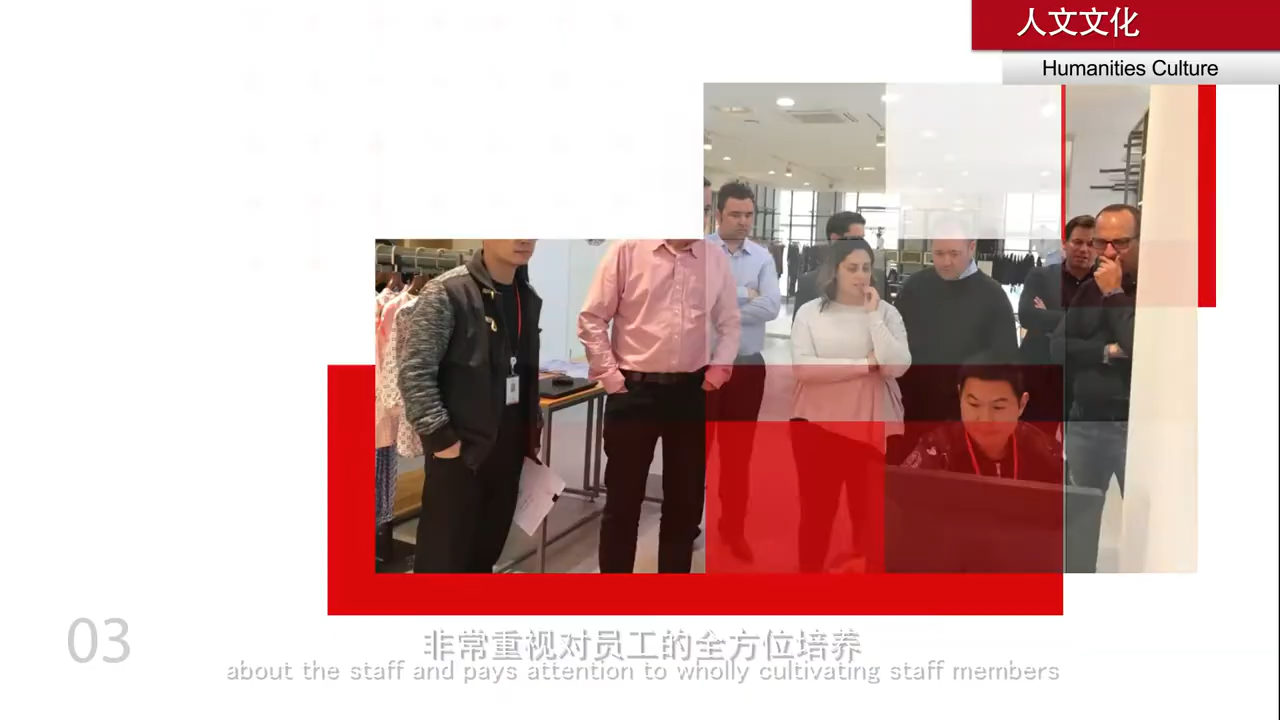 人文文化
Humanities Culture
03
非常重视对员工的全方位培养
about the staff and pays attention to wholly cultivating staff members